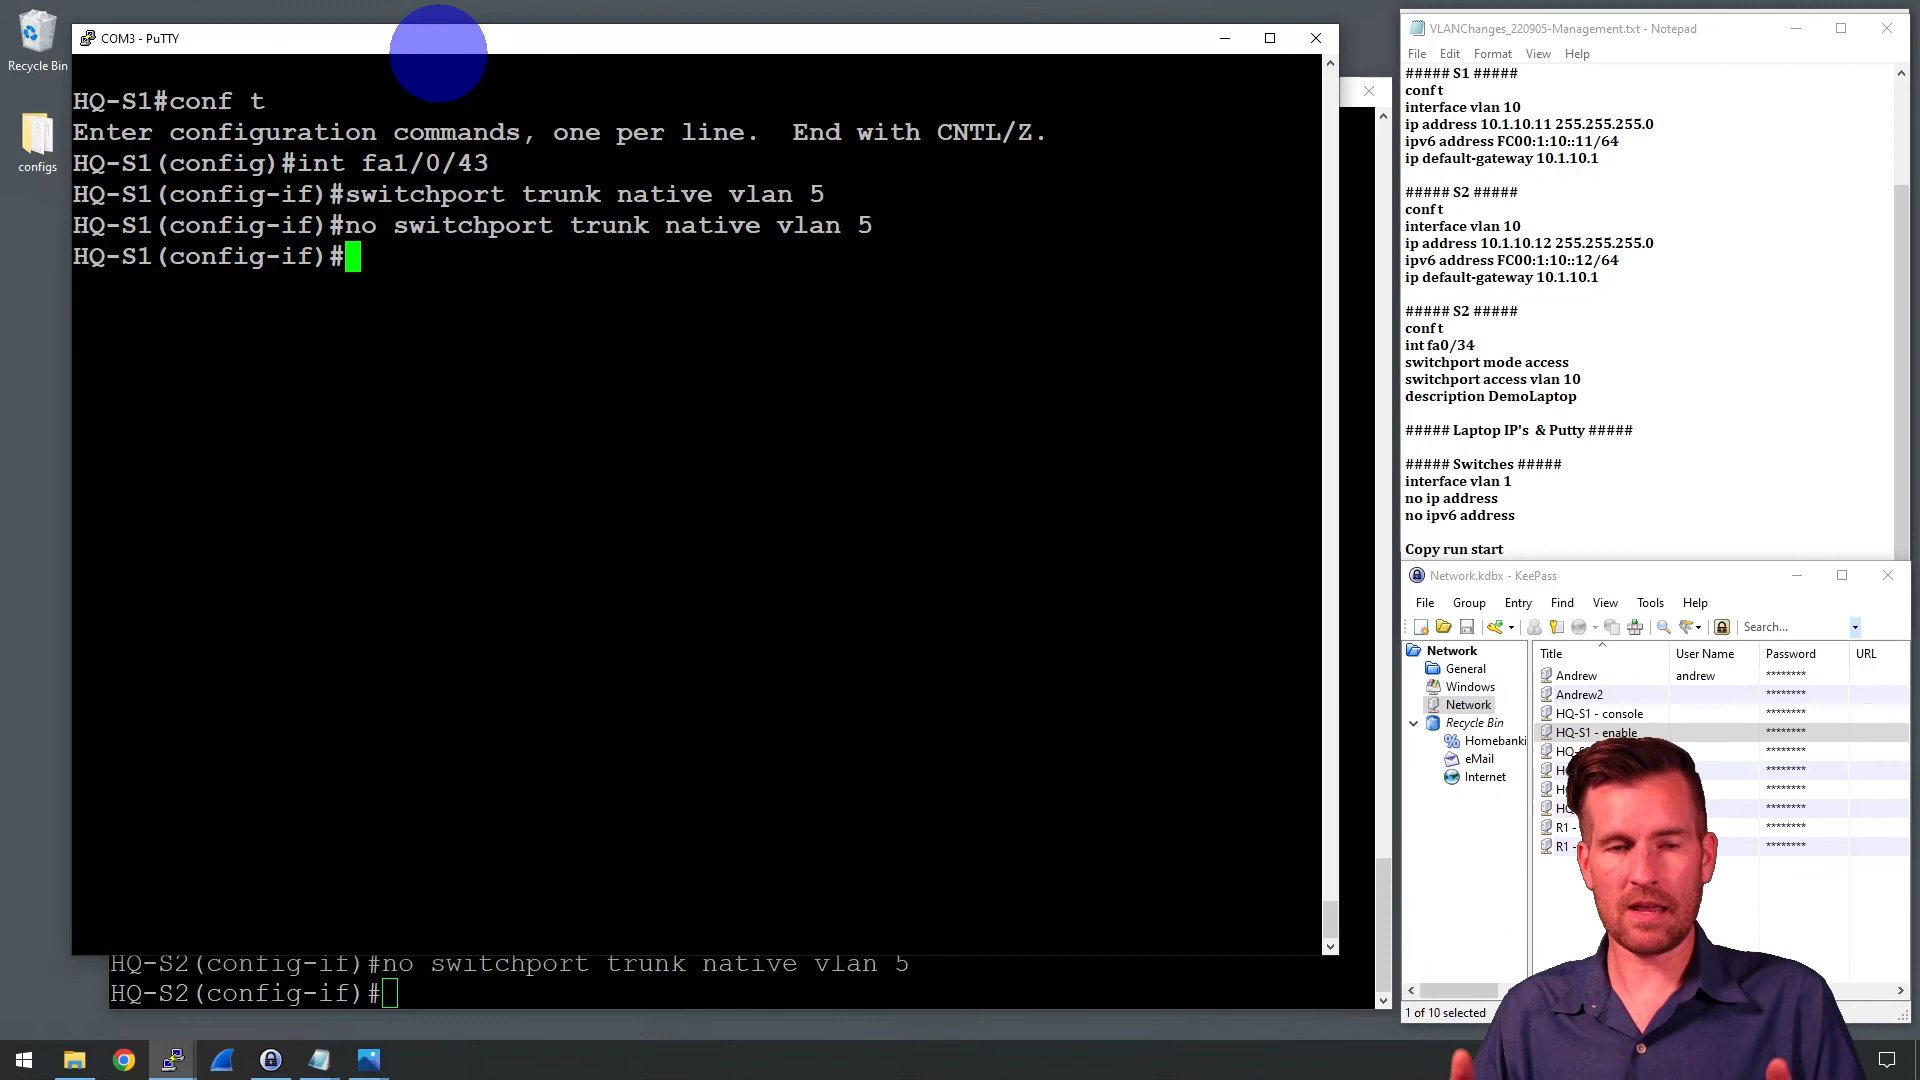 Recycle Bin
configs
COM3 - PuTTY
HQ-S1#conf t
Enter configuration commands, one per line.  End with CNTL/Z.
HQ-S1(config)#int fa1/0/43
HQ-S1(config-if)#switchport trunk native vlan 5
HQ-S1(config-if)#no switchport trunk native vlan 5
HQ-S1(config-if)#
HQ-S2(config-if)#no switchport trunk native vlan 5
HQ-S2(config-if)#
VLANChanges_220905-Management.txt - Notepad
File Edit Format View Help
##### S1 #####
conf t
interface vlan 10
ip address 10.1.10.11 255.255.255.0
ipv6 address FC00:1:10::11/64
ip default-gateway 10.1.10.1
##### S2 #####
conf t
interface vlan 10
ip address 10.1.10.12 255.255.255.0
ipv6 address FC00:1:10::12/64
ip default-gateway 10.1.10.1
##### S2 #####
conf t
int fa0/34
switchport mode access
switchport access vlan 10
description DemoLaptop
##### Laptop IP's  & Putty #####
##### Switches #####
interface vlan 1
no ip address
no ipv6 address
Copy run start
Network.kdbx - KeePass
File Group Entry Find View Tools Help
Search...
Network
General
Windows
Network
Recycle Bin
Homebanki
eMail
Internet
Title User Name Password URL
Andrew andrew ********
Andrew2 ********
HQ-S1 - console ********
HQ-S1 - enable ********
********
********
********
********
R1 - ********
R1 - ********
1 of 10 selected